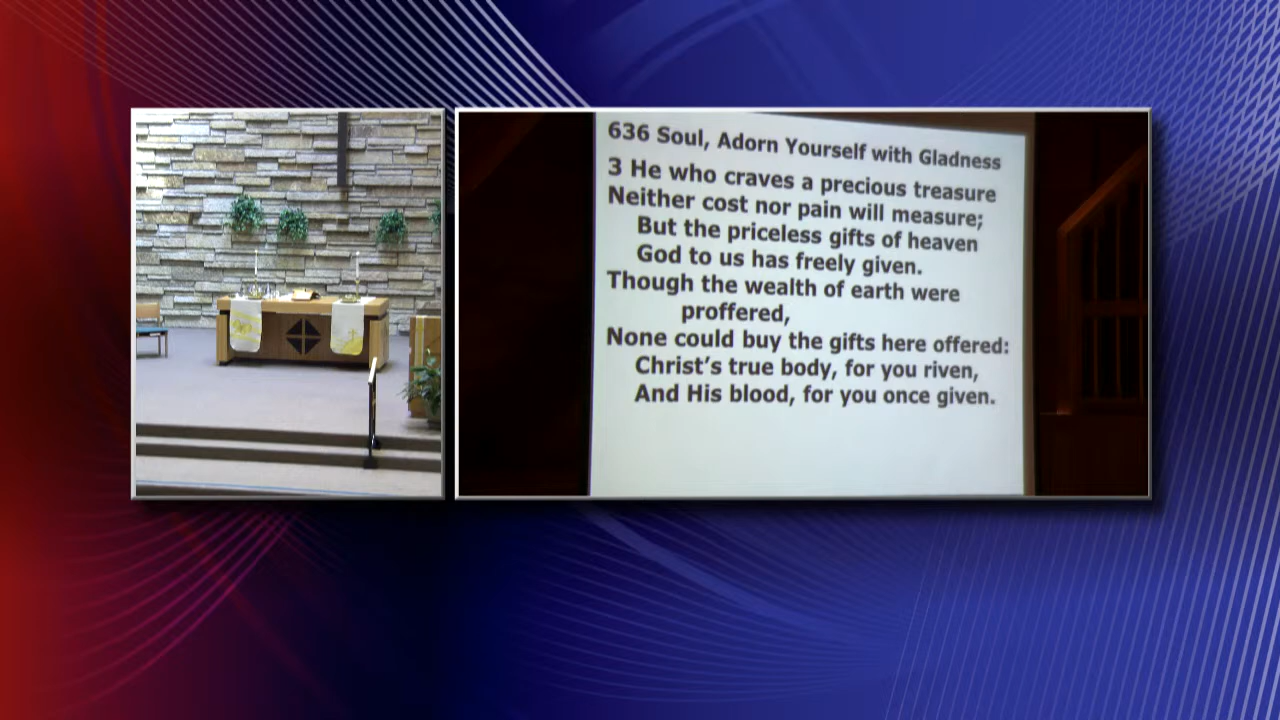 636 Soul, Adorn Yourself with Gladness
3 He who craves a precious treasure
Neither cost nor pain will measure;
But the priceless gifts of heaven
God to us has freely given.
Though the wealth of earth were
proffered,
None could buy the gifts here offered:
Christ's true body, for you riven,
And His blood, for you once given.